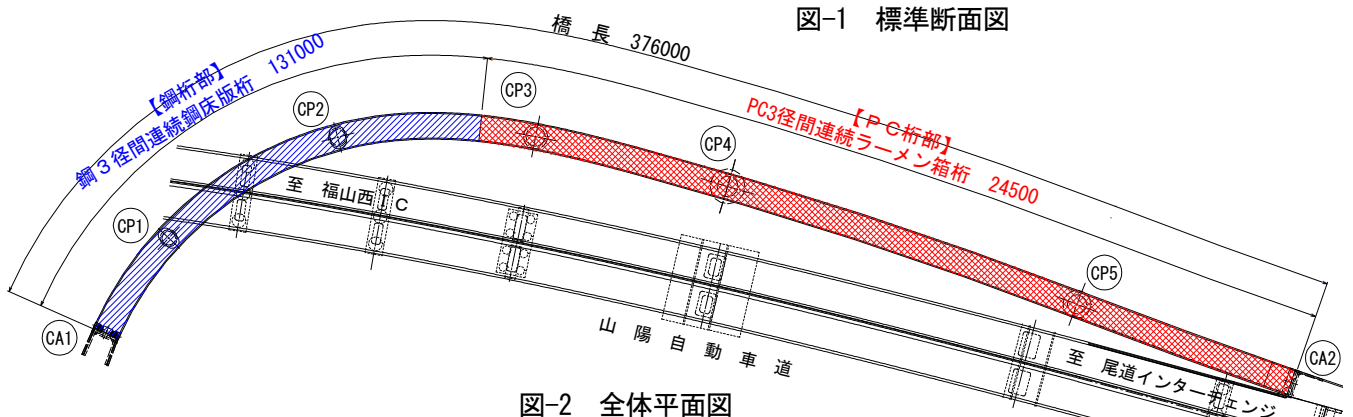 図-1 標準断面図
橋 長 376000
【鋼桁部】
鋼３径間連続鋼床版桁 131000
【ＰＣ桁部】
PC3径間連続ラーメン箱桁 24500
CP3
CP2
CP4
CP1
至 福山西ＩＣ
CP5
CA1
山 陽 自 動 車 道
至 尾道インターチェンジ
CA2
図-2 全体平面図